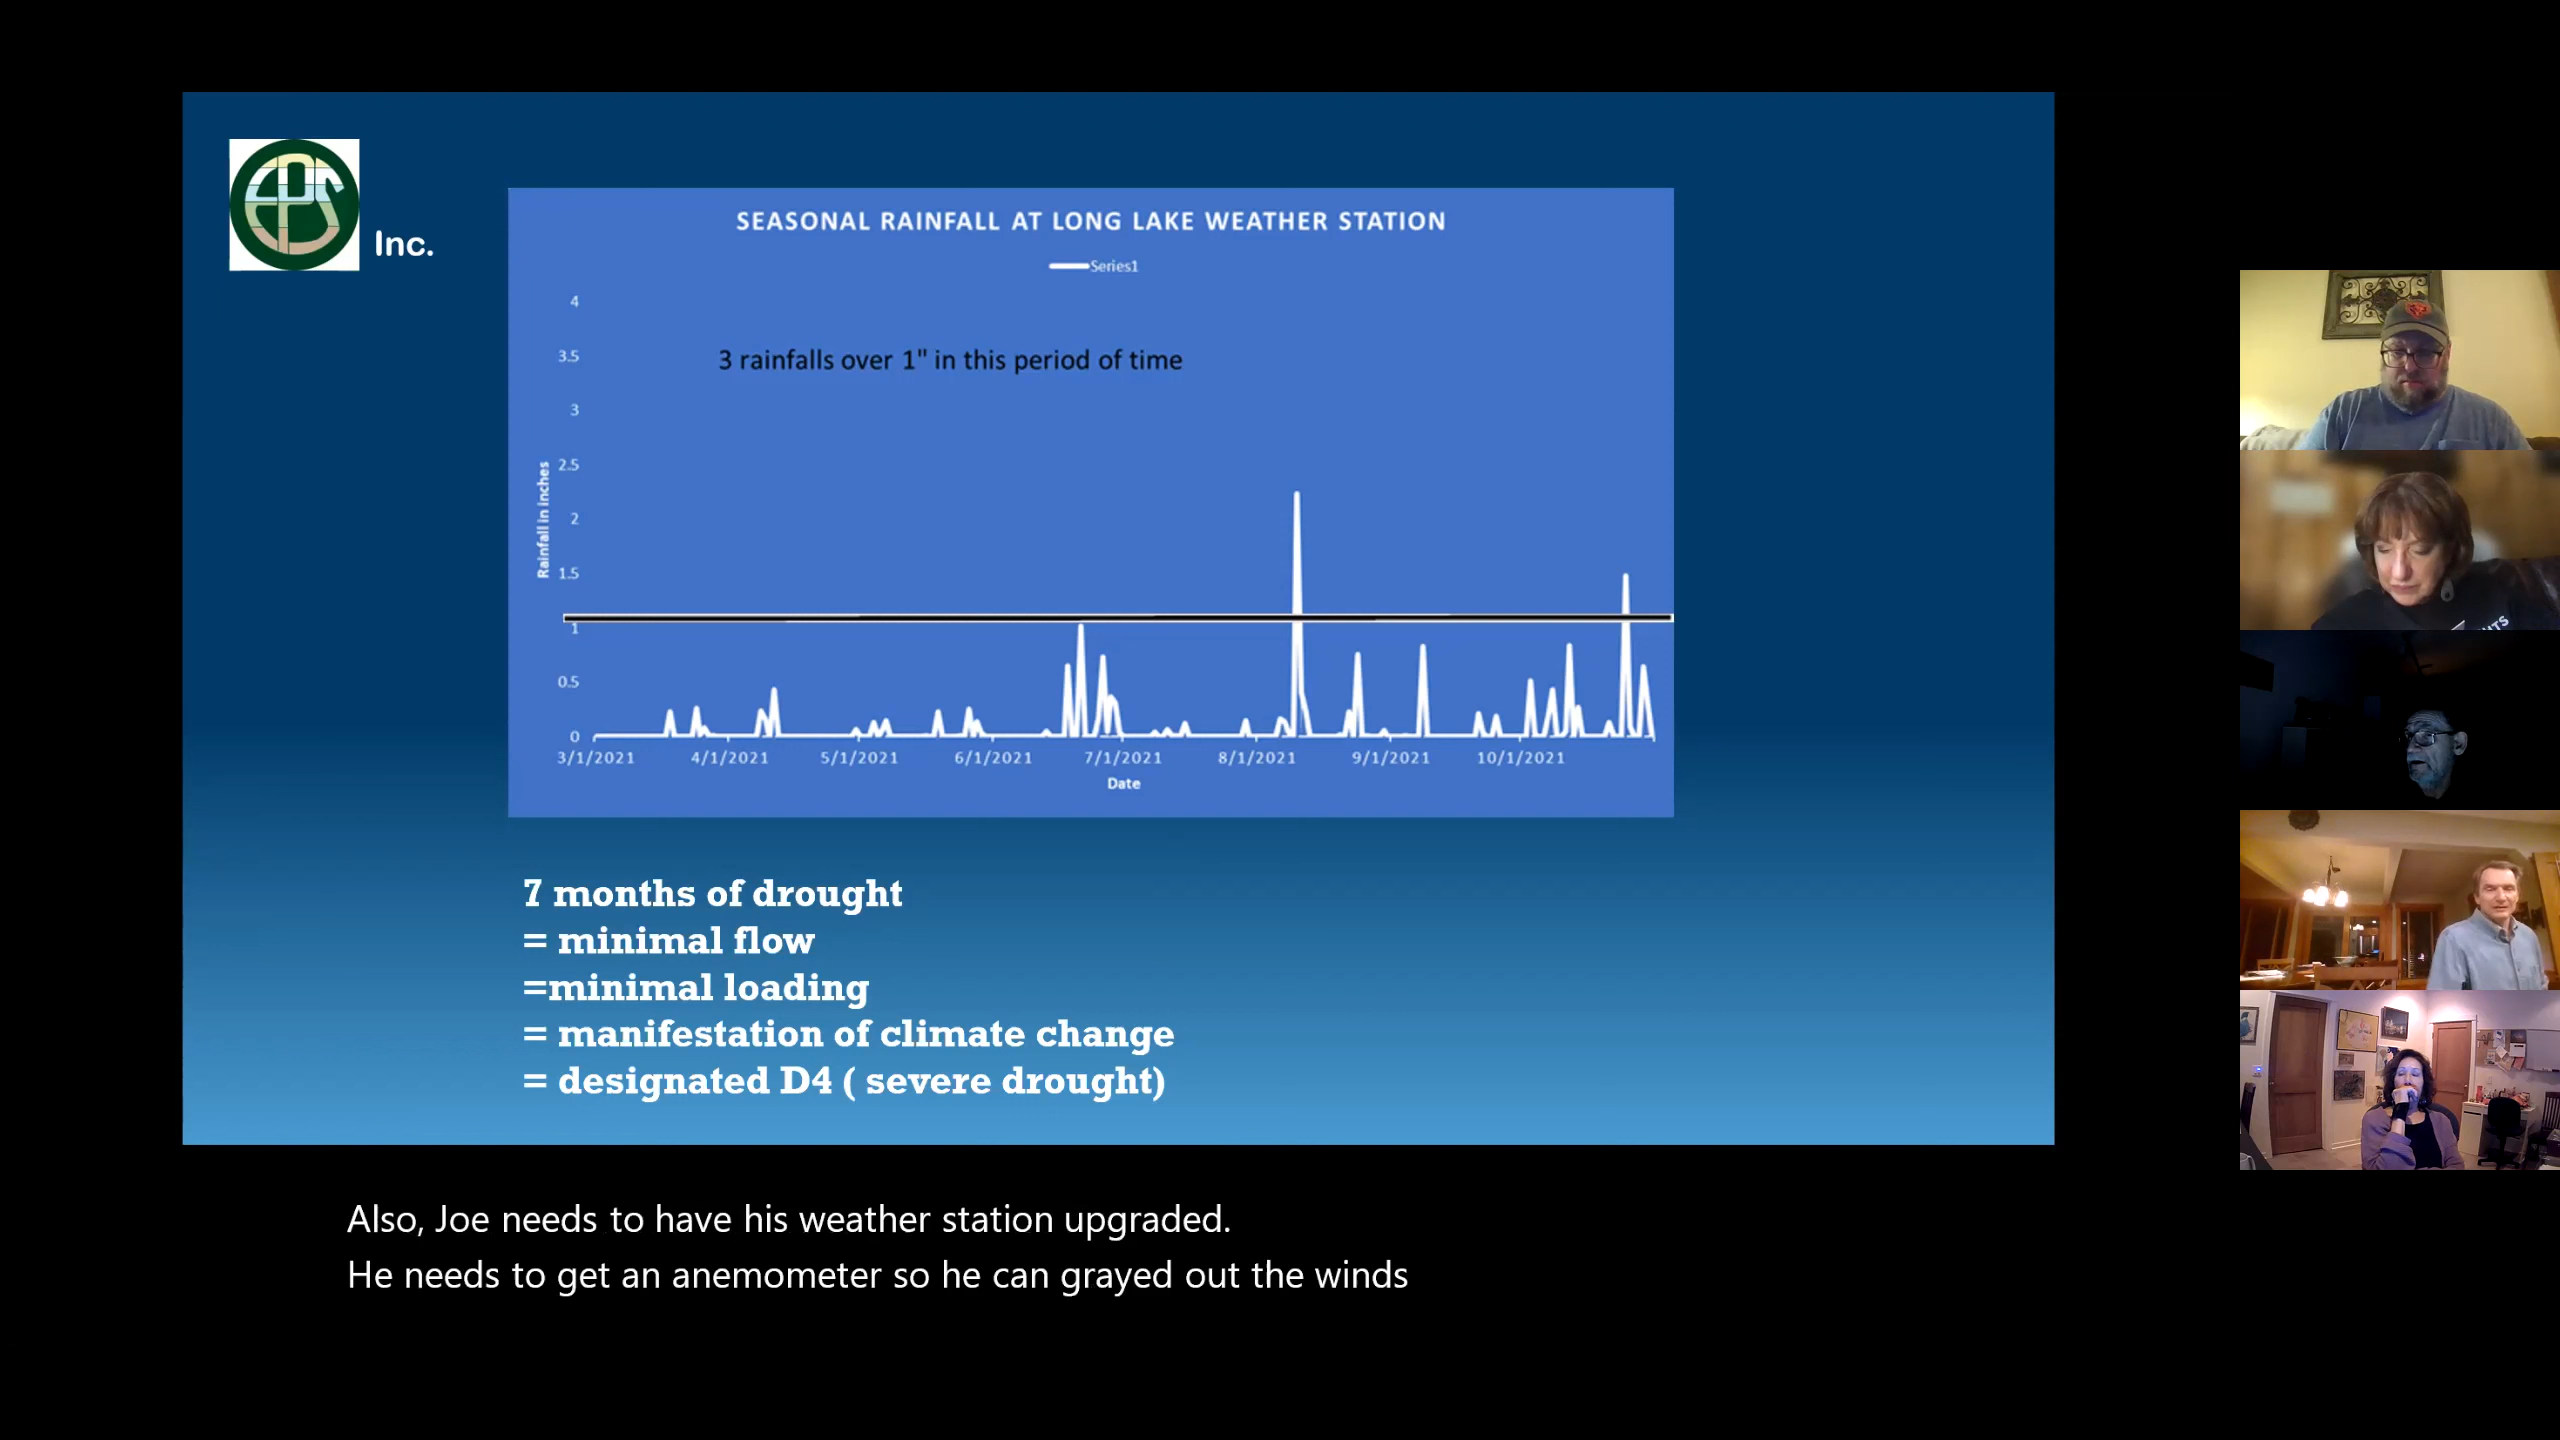 EPS
Inc.
SEASONAL RAINFALL AT LONG LAKE WEATHER STATION
Series1
4
3.5
3
2.5
2
1.5
1
0.5
0
3 rainfalls over 1" in this period of time
Rainfall in inches
3/1/2021 4/1/2021 5/1/2021 6/1/2021 7/1/2021 8/1/2021 9/1/2021 10/1/2021
Date
7 months of drought
= minimal flow
=minimal loading
= manifestation of climate change
= designated D4 ( severe drought)
Also, Joe needs to have his weather station upgraded.
He needs to get an anemometer so he can grayed out the winds